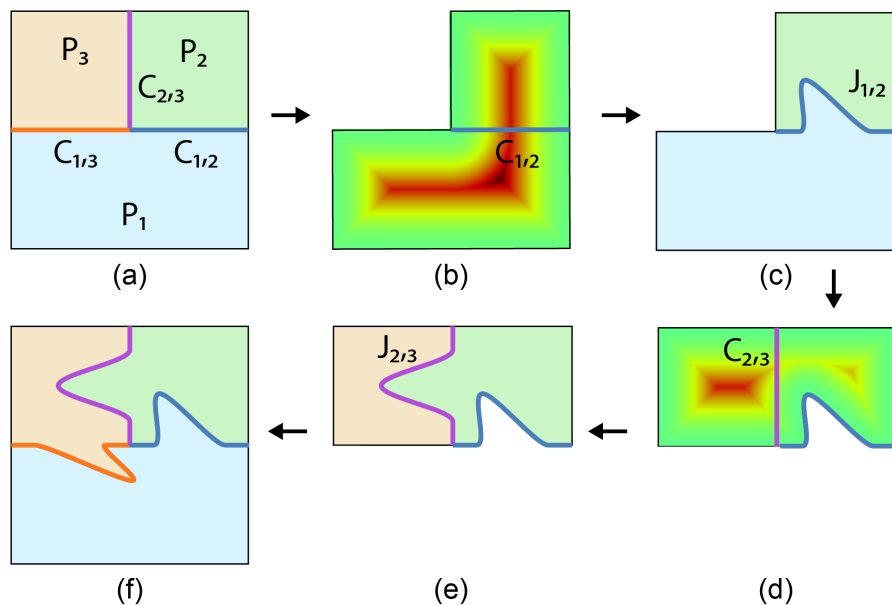 P₃
P₂
C₂,₃
C₁,₃
C₁,₂
P₁
(a)
C₁,₂
(b)
J₁,₂
(c)
C₂,₃
(d)
J₂,₃
(e)
(f)